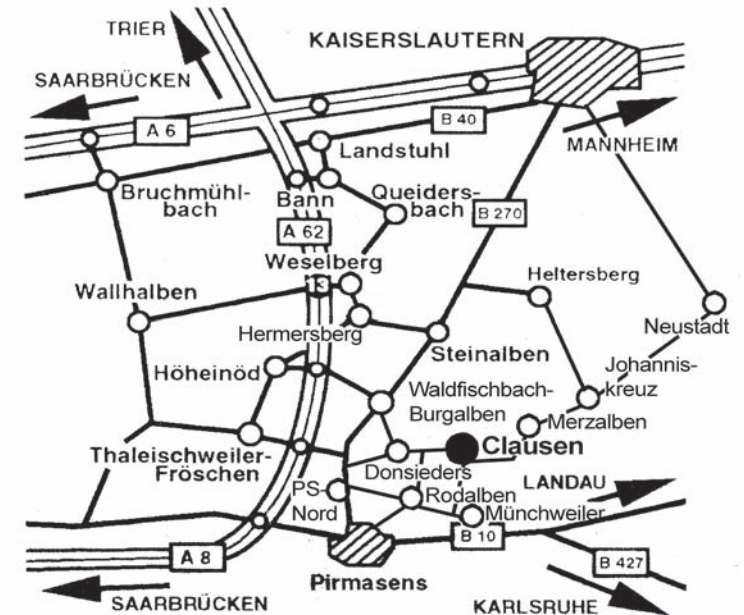 TRIER
KAISERSLAUTERN
SAARBRÜCKEN
A 6
B 40
MANNHEIM
Landstuhl
Bruchmühl-
bach
Bann
Queiders-
bach
B 270
A 62
Weselberg
13
Heltersberg
Wallhalben
Neustadt
Hermersberg
Steinalben
Johannis-
kreuz
Höheinöd
Waldfischbach-
Burgalben
Merzalben
Clausen
Thaleischweiler-
Fröschen
Donsieders
LANDAU
PS-
Nord
Rodalben
Münchweiler
A 8
B 10
B 427
Pirmasens
SAARBRÜCKEN
KARLSRUHE